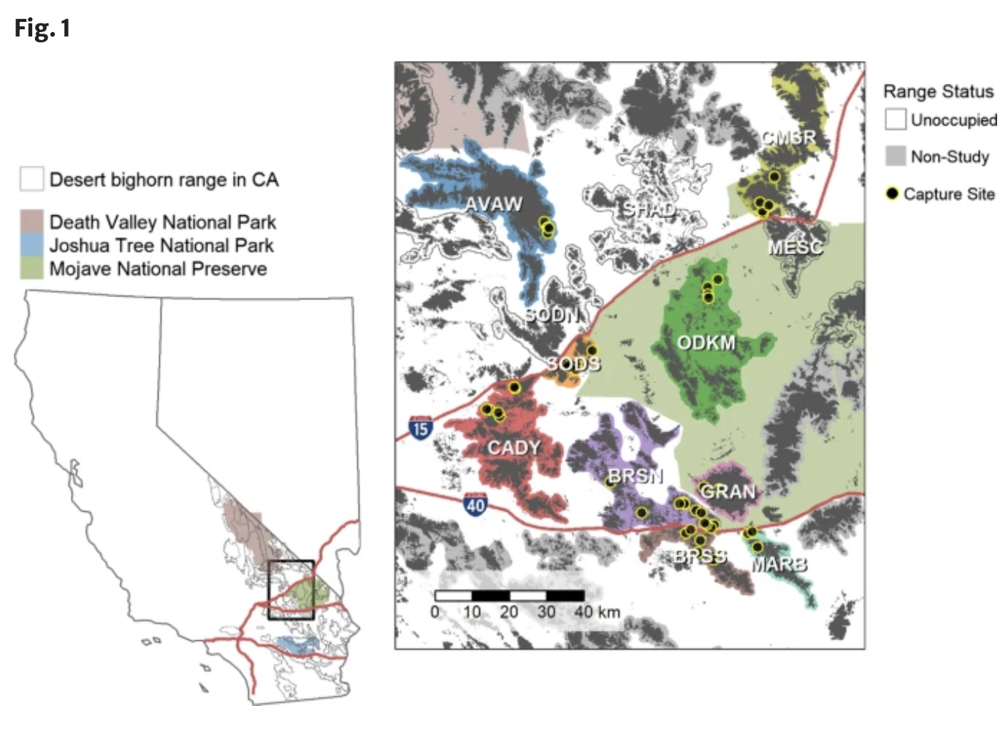 Fig. 1
Desert bighorn range in CA
Death Valley National Park
Joshua Tree National Park
Mojave National Preserve
Range Status
Unoccupied
Non-Study
Capture Site
CMSR
AVAW
SHAD
MESC
SODN
ODKM
SODS
15
CADY
BRSN
GRAN
40
BRSS
MARB
0 10 20 30 40 km